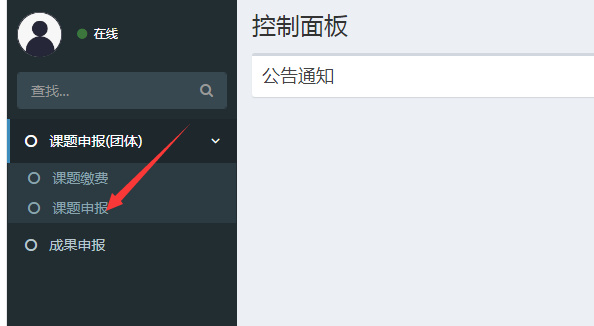 在线
查找...
课题申报(团体)
课题缴费
课题申报
成果申报
控制面板
公告通知